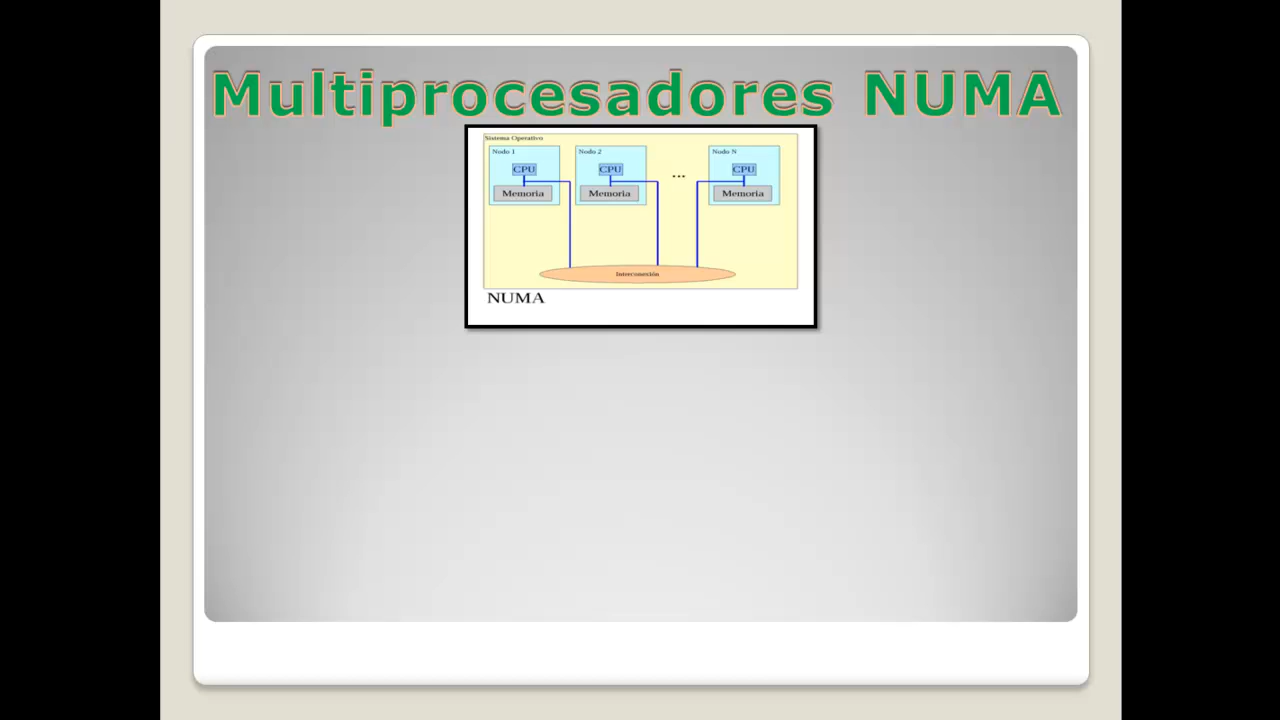 Multiprocesadores NUMA
Sistema Operativo
Nodo 1
Nodo 2
Nodo N
CPU
CPU
...
CPU
Memoria
Memoria
Memoria
Interconexión
NUMA